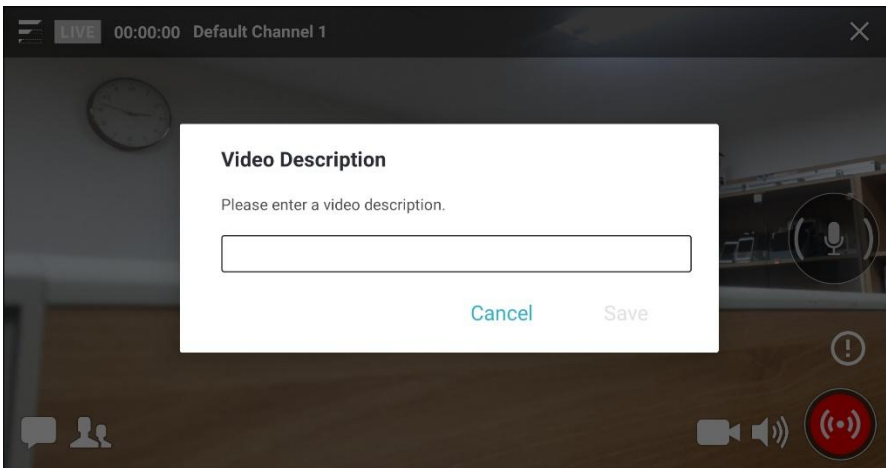 LIVE 00:00:00 Default Channel 1
Video Description
Please enter a video description.
Cancel Save